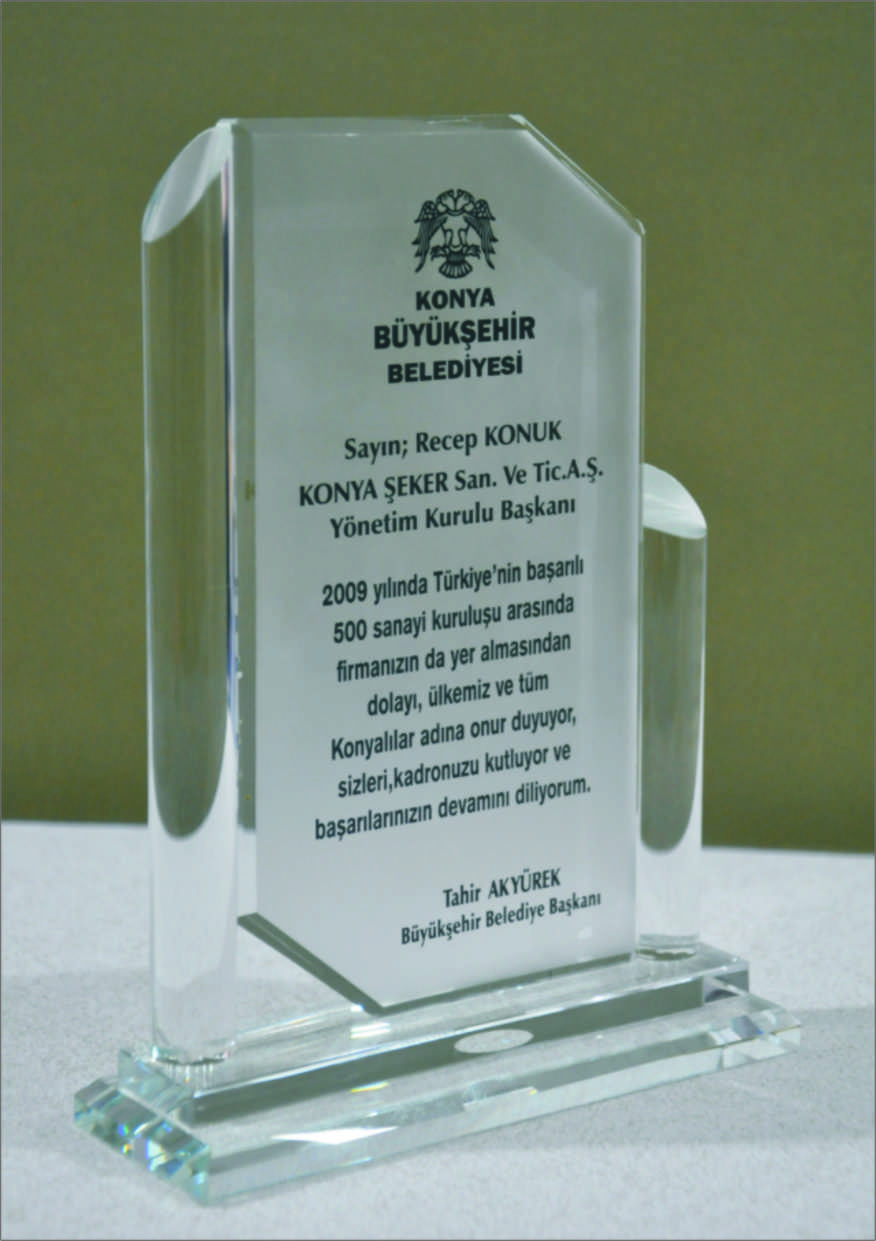 KONYA
BÜYÜKŞEHİR
BELEDİYESİ
Sayın; Recep KONUK
KONYA ŞEKER San. Ve Tic.A.Ş.
Yönetim Kurulu Başkanı
2009 yılında Türkiye'nin başarılı
500 sanayi kuruluşu arasında
firmanızın da yer almasından
dolayı, ülkemiz ve tüm
Konyalılar adına onur duyuyor,
sizleri,kadronuzu kutluyor ve
başarılarınızın devamını diliyorum.
Tahir AKYÜREK
Büyükşehir Belediye Başkanı